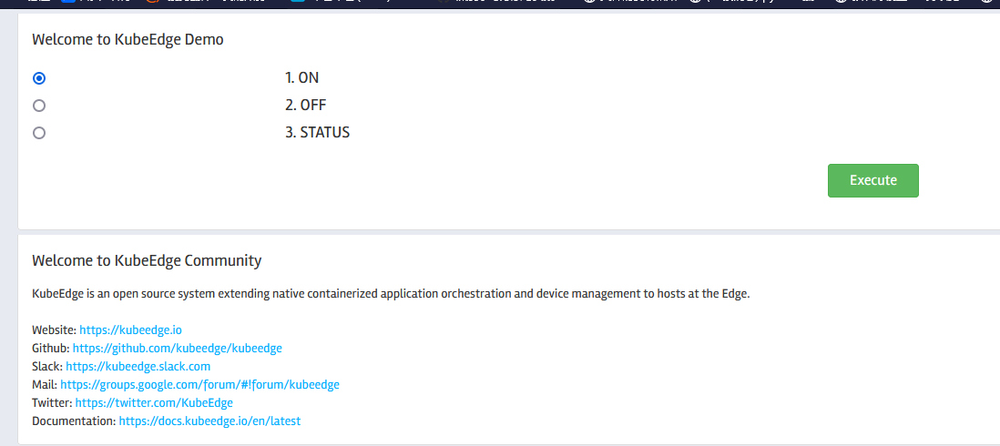 Welcome to KubeEdge Demo
1. ON
2. OFF
3. STATUS
Execute
Welcome to KubeEdge Community
KubeEdge is an open source system extending native containerized application orchestration and device management to hosts at the Edge.
Website: https://kubeedge.io
Github: https://github.com/kubeedge/kubeedge
Slack: https://kubeedge.slack.com
Mail: https://groups.google.com/forum/#!forum/kubeedge
Twitter: https://twitter.com/KubeEdge
Documentation: https://docs.kubeedge.io/en/latest